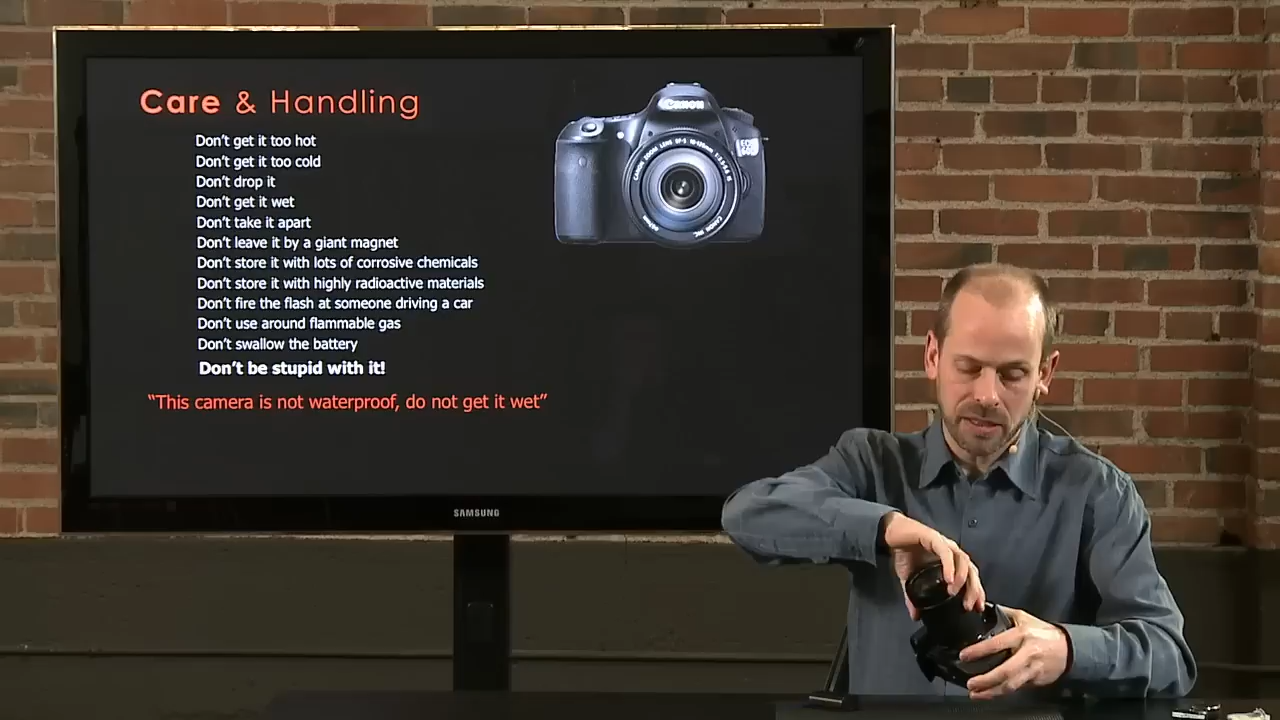 Care & Handling
Don't get it too hot
Don't get it too cold
Don't drop it
Don't get it wet
Don't take it apart
Don't leave it by a giant magnet
Don't store it with lots of corrosive chemicals
Don't store it with highly radioactive materials
Don't fire the flash at someone driving a car
Don't use around flammable gas
Don't swallow the battery
Don't be stupid with it!
"This camera is not waterproof, do not get it wet"
Canon
SAMSUNG